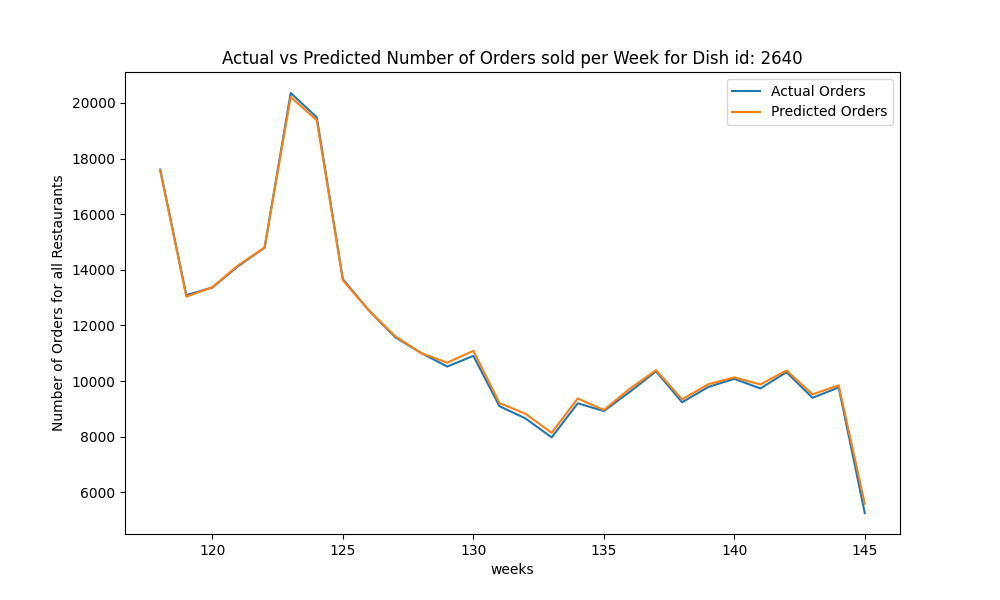 Actual vs Predicted Number of Orders sold per Week for Dish id: 2640
Actual Orders
Predicted Orders
Number of Orders for all Restaurants
20000
18000
16000
14000
12000
10000
8000
6000
120 125 130 135 140 145
weeks